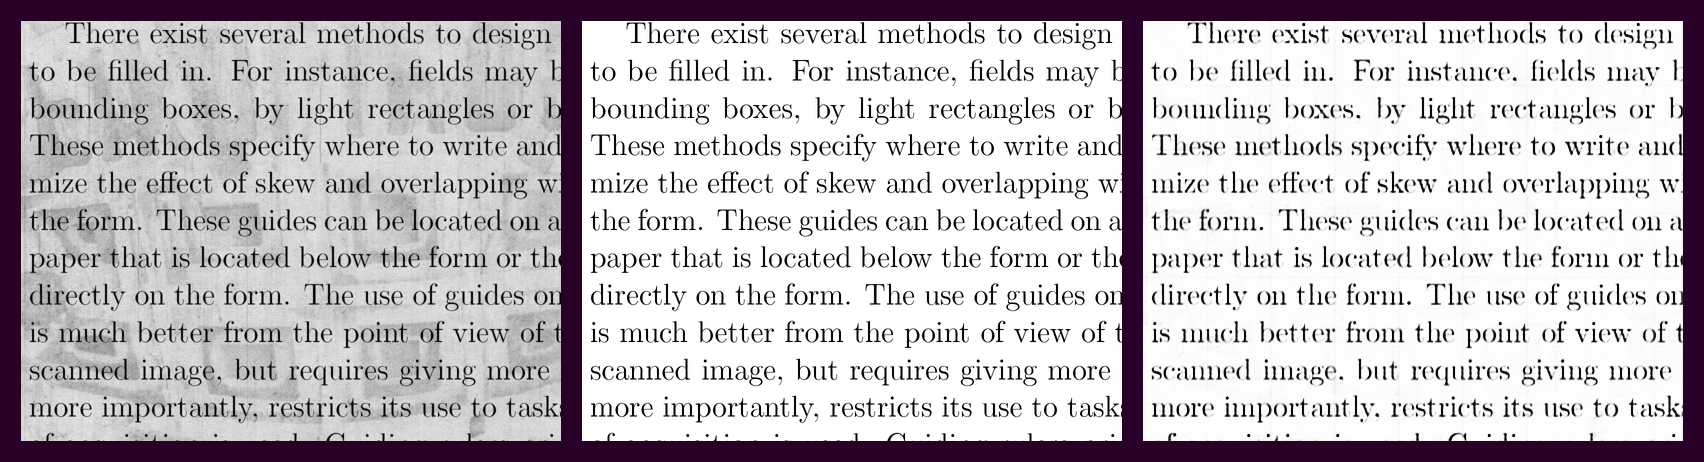 There exist several methods to design
to be filled in. For instance, fields may b
bounding boxes, by light rectangles or b
These methods specify where to write and
mize the effect of skew and overlapping wi
the form. These guides can be located on a
paper that is located below the form or the
directly on the form. The use of guides on
is much better from the point of view of t
scanned image, but requires giving more
more importantly, restricts its use to tasks
There exist several methods to design
to be filled in. For instance, fields may b
bounding boxes, by light rectangles or b
These methods specify where to write and
mize the effect of skew and overlapping wi
the form. These guides can be located on a
paper that is located below the form or the
directly on the form. The use of guides on
is much better from the point of view of t
scanned image, but requires giving more
more importantly, restricts its use to tasks
There exist several methods to design
to be filled in. For instance, fields may b
bounding boxes, by light rectangles or b
These methods specify where to write and
mize the effect of skew and overlapping w
the form. These guides can be located on a
paper that is located below the form or the
directly on the form. The use of guides on
is much better from the point of view of t
scanned image, but requires giving more
more importantly, restricts its use to tasks